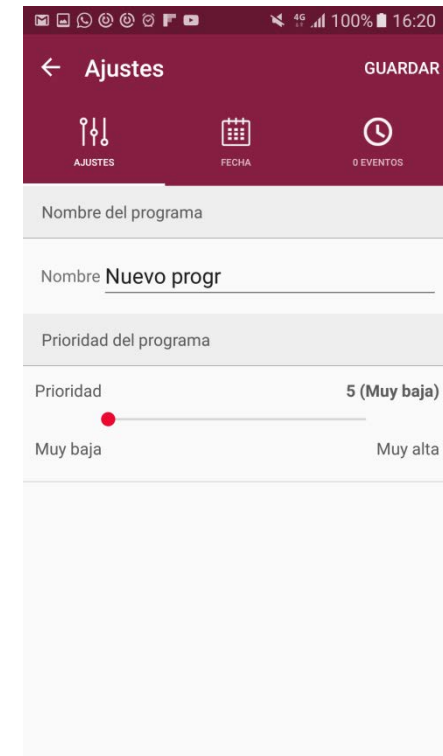 4G 100% 16:20
Ajustes GUARDAR
AJUSTES FECHA 0 EVENTOS
Nombre del programa
Nombre Nuevo progr
Prioridad del programa
Prioridad 5 (Muy baja)
Muy baja Muy alta